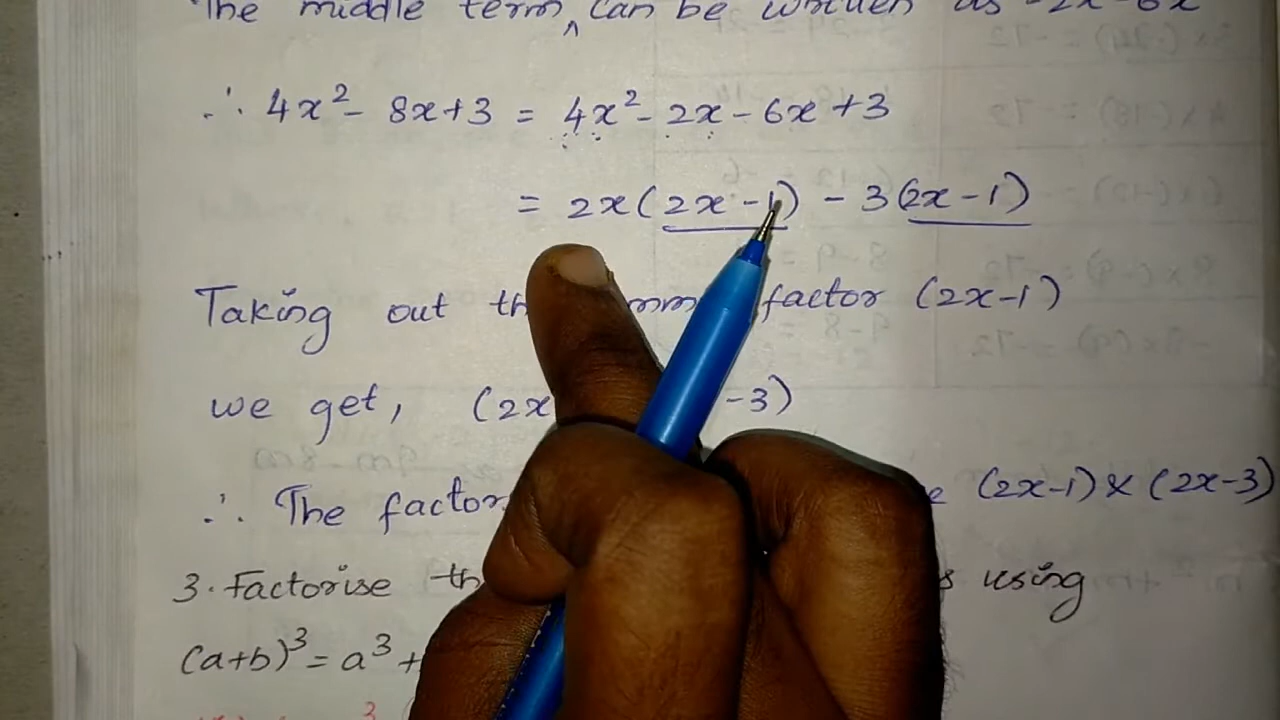 The middle term can be written as -2x-6x
∴ 4x² - 8x+3 = 4x² - 2x - 6x + 3
= 2x(2x-1) - 3(2x-1)
Taking out factor (2x-1)
we get, (2x -3)
∴ The factor (2x-1) & (2x-3)
3. Factorise using
(a+b)³ = a³ +